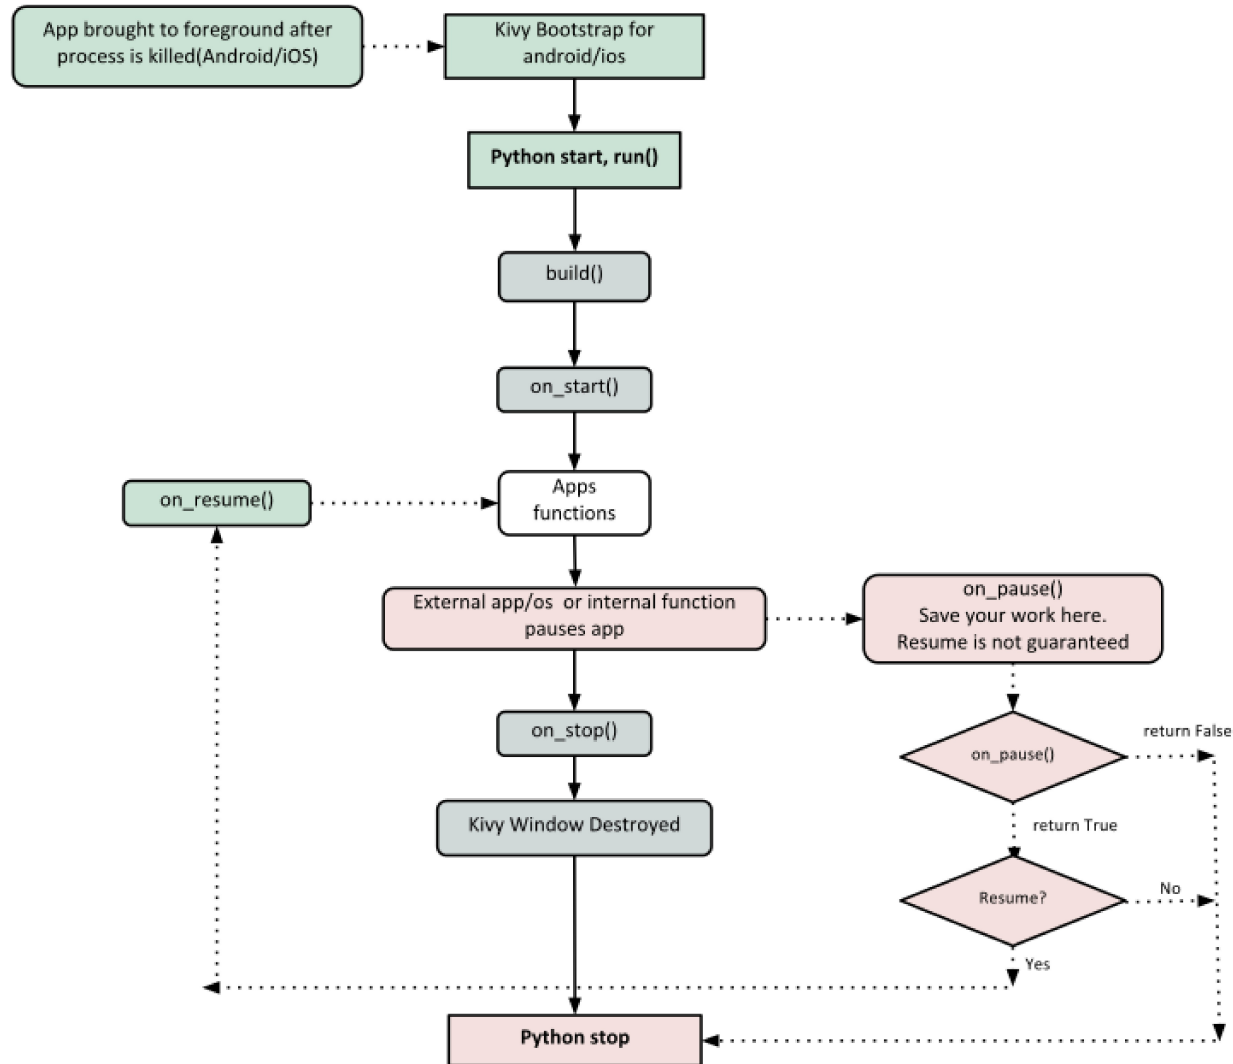 App brought to foreground after
process is killed(Android/iOS)
Kivy Bootstrap for
android/ios
Python start, run()
build()
on_start()
on_resume()
Apps
functions
External app/os or internal function
pauses app
on_pause()
Save your work here.
Resume is not guaranteed
on_stop()
on_pause()
return False
Kivy Window Destroyed
return True
Resume?
No
Yes
Python stop